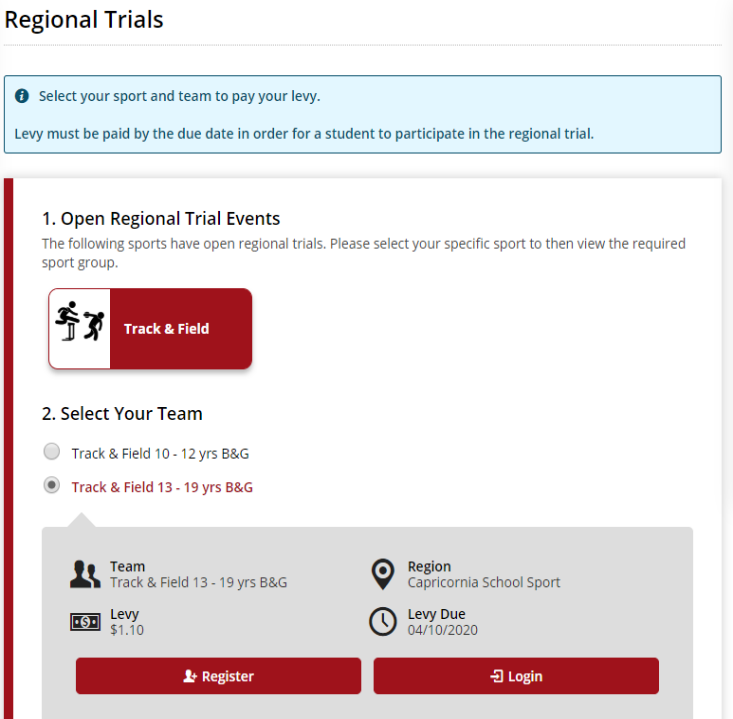 Regional Trials
Select your sport and team to pay your levy.
Levy must be paid by the due date in order for a student to participate in the regional trial.
1. Open Regional Trial Events
The following sports have open regional trials. Please select your specific sport to then view the required
sport group.
Track & Field
2. Select Your Team
Track & Field 10 - 12 yrs B&G
Track & Field 13 - 19 yrs B&G
Team
Track & Field 13 - 19 yrs B&G
Region
Capricornia School Sport
Levy
$1.10
Levy Due
04/10/2020
Register
Login